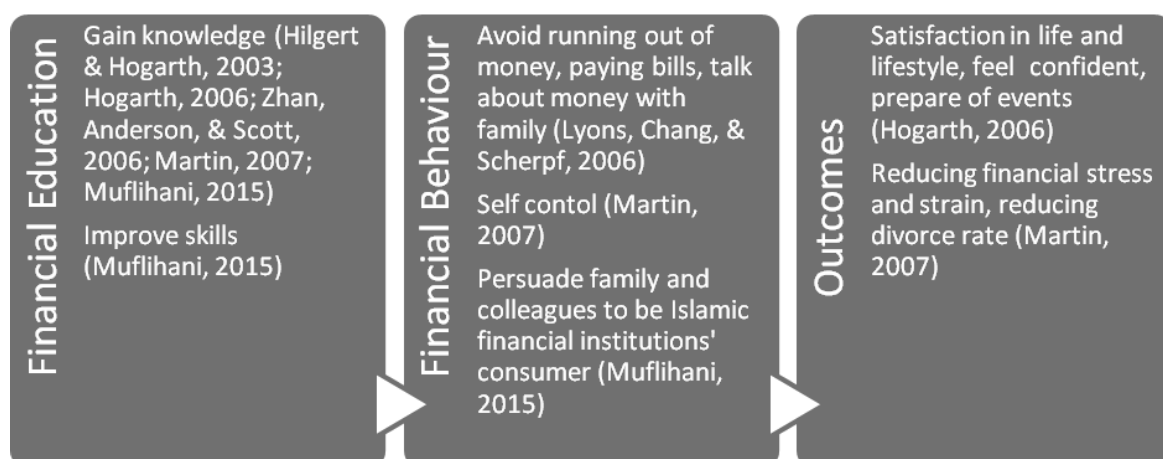 Financial Education
Gain knowledge (Hilgert
& Hogarth, 2003;
Hogarth, 2006; Zhan,
Anderson, & Scott,
2006; Martin, 2007;
Muflihani, 2015)
Improve skills
(Muflihani, 2015)
Financial Behaviour
Avoid running out of
money, paying bills, talk
about money with
family (Lyons, Chang, &
Scherpf, 2006)
Self contol (Martin,
2007)
Persuade family and
colleagues to be Islamic
financial institutions'
consumer (Muflihani,
2015)
Outcomes
Satisfaction in life and
lifestyle, feel confident,
prepare of events
(Hogarth, 2006)
Reducing financial stress
and strain, reducing
divorce rate (Martin,
2007)